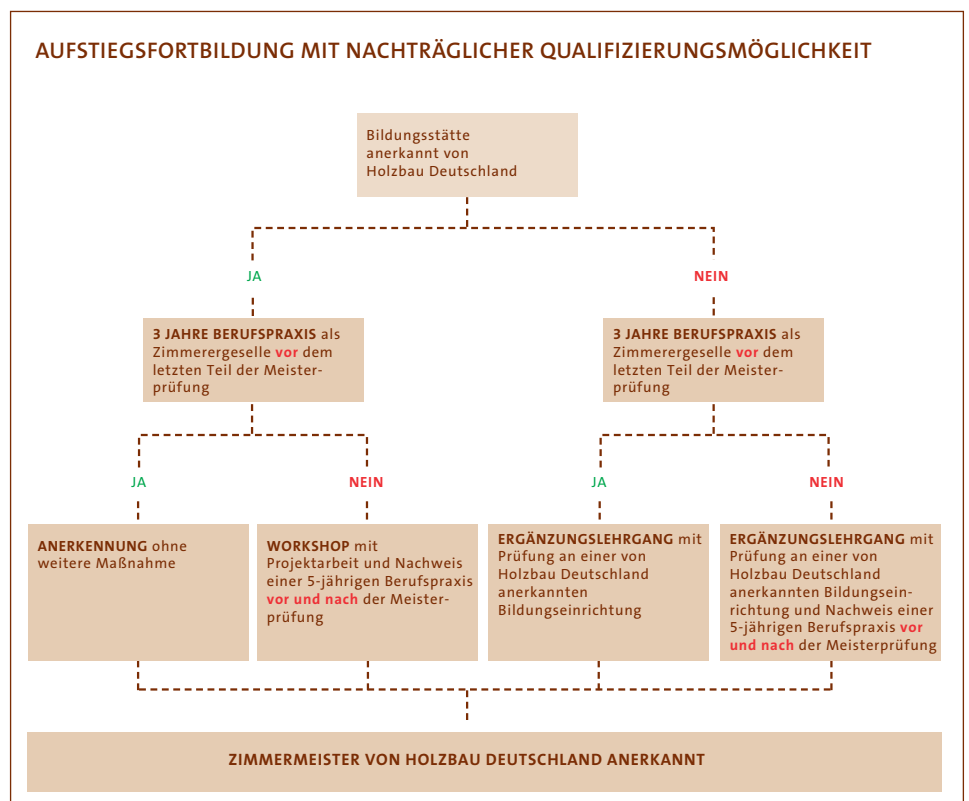 AUFSTIEGSFORTBILDUNG MIT NACHTRÄGLICHER QUALIFIZIERUNGSMÖGLICHKEIT
Bildungsstätte
anerkannt von
Holzbau Deutschland
JA
NEIN
3 JAHRE BERUFSPRAXIS als
Zimmerergeselle vor dem
letzten Teil der Meister-
prüfung
3 JAHRE BERUFSPRAXIS als
Zimmerergeselle vor dem
letzten Teil der Meister-
prüfung
JA
NEIN
JA
NEIN
ANERKENNUNG ohne
weitere Maßnahme
WORKSHOP mit
Projektarbeit und Nachweis
einer 5-jährigen Berufspraxis
vor und nach der Meister-
prüfung
ERGÄNZUNGSLEHRGANG mit
Prüfung an einer von
Holzbau Deutschland
anerkannten
Bildungseinrichtung
ERGÄNZUNGSLEHRGANG mit
Prüfung an einer von
Holzbau Deutschland
anerkannten Bildungsein-
richtung und Nachweis einer
5-jährigen Berufspraxis vor
und nach der Meisterprüfung
ZIMMERMEISTER VON HOLZBAU DEUTSCHLAND ANERKANNT